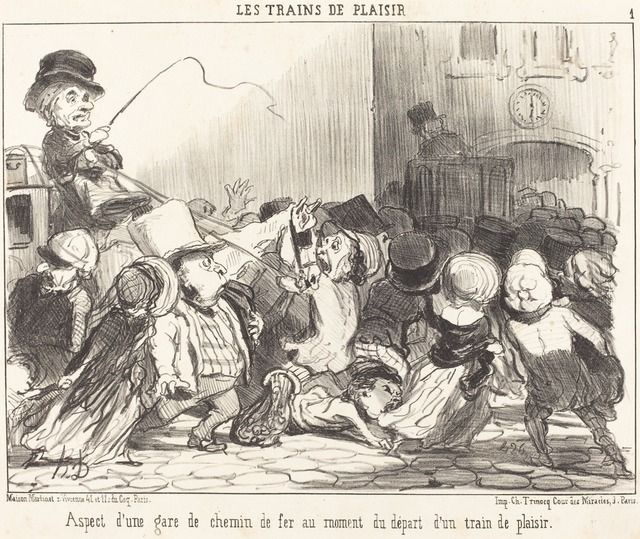 LES TRAINS DE PLAISIR
1
h.D.
496
Maison Martinet r. vivienne 41 et 11 r. du Coq. Paris.
Imp. Ch. Trinocq Cour des Miracles, 9. Paris.
Aspect d'une gare de chemin de fer au moment du départ d'un train de plaisir.